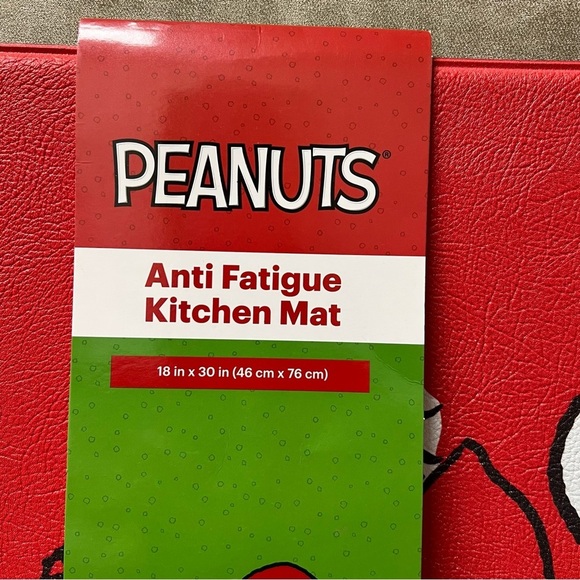 PEANUTS®
Anti Fatigue
Kitchen Mat
18 in x 30 in (46 cm x 76 cm)